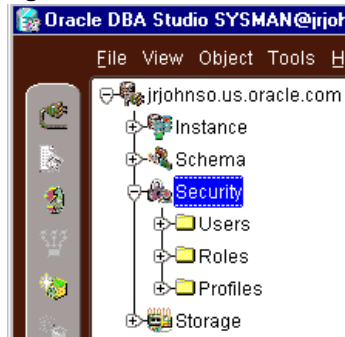 Oracle DBA Studio SYSMAN@jrjoh
File View Object Tools H
jrjohnso.us.oracle.com
Instance
Schema
Security
Users
Roles
Profiles
Storage